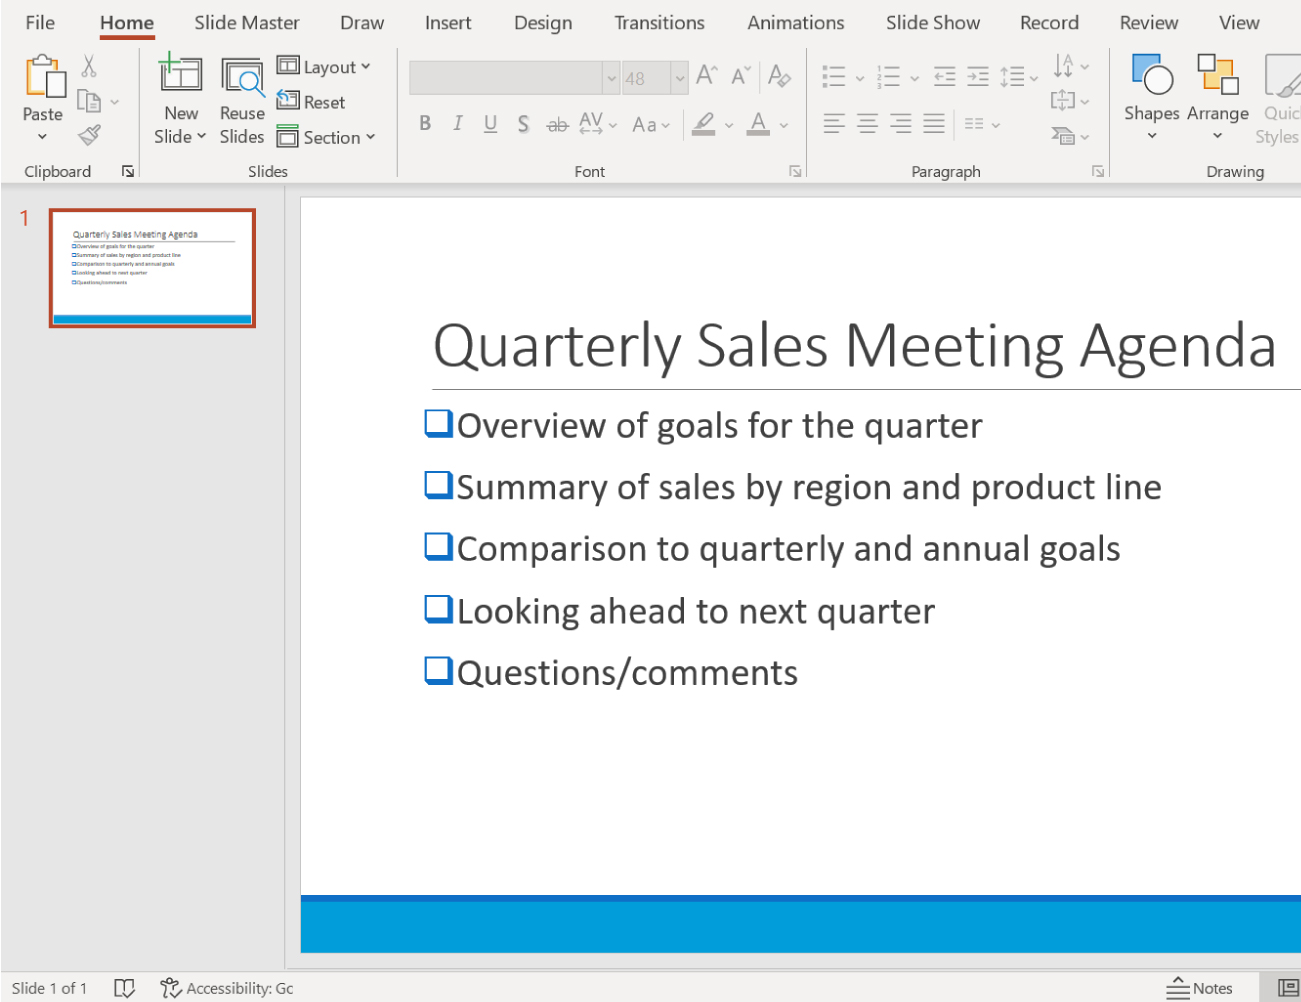 File Home Slide Master Draw Insert Design Transitions Animations Slide Show Record Review View
Paste
New Slide
Reuse Slides
Layout
Reset
Section
48
B I U S ab AV Aa A
Shapes Arrange Quic
Styles
Clipboard Slides Font Paragraph Drawing
1
Quarterly Sales Meeting Agenda
Overview of goals for the quarter
Summary of sales by region and product line
Comparison to quarterly and annual goals
Looking ahead to next quarter
Questions/comments
Quarterly Sales Meeting Agenda
Overview of goals for the quarter
Summary of sales by region and product line
Comparison to quarterly and annual goals
Looking ahead to next quarter
Questions/comments
Slide 1 of 1 Accessibility: Gc Notes